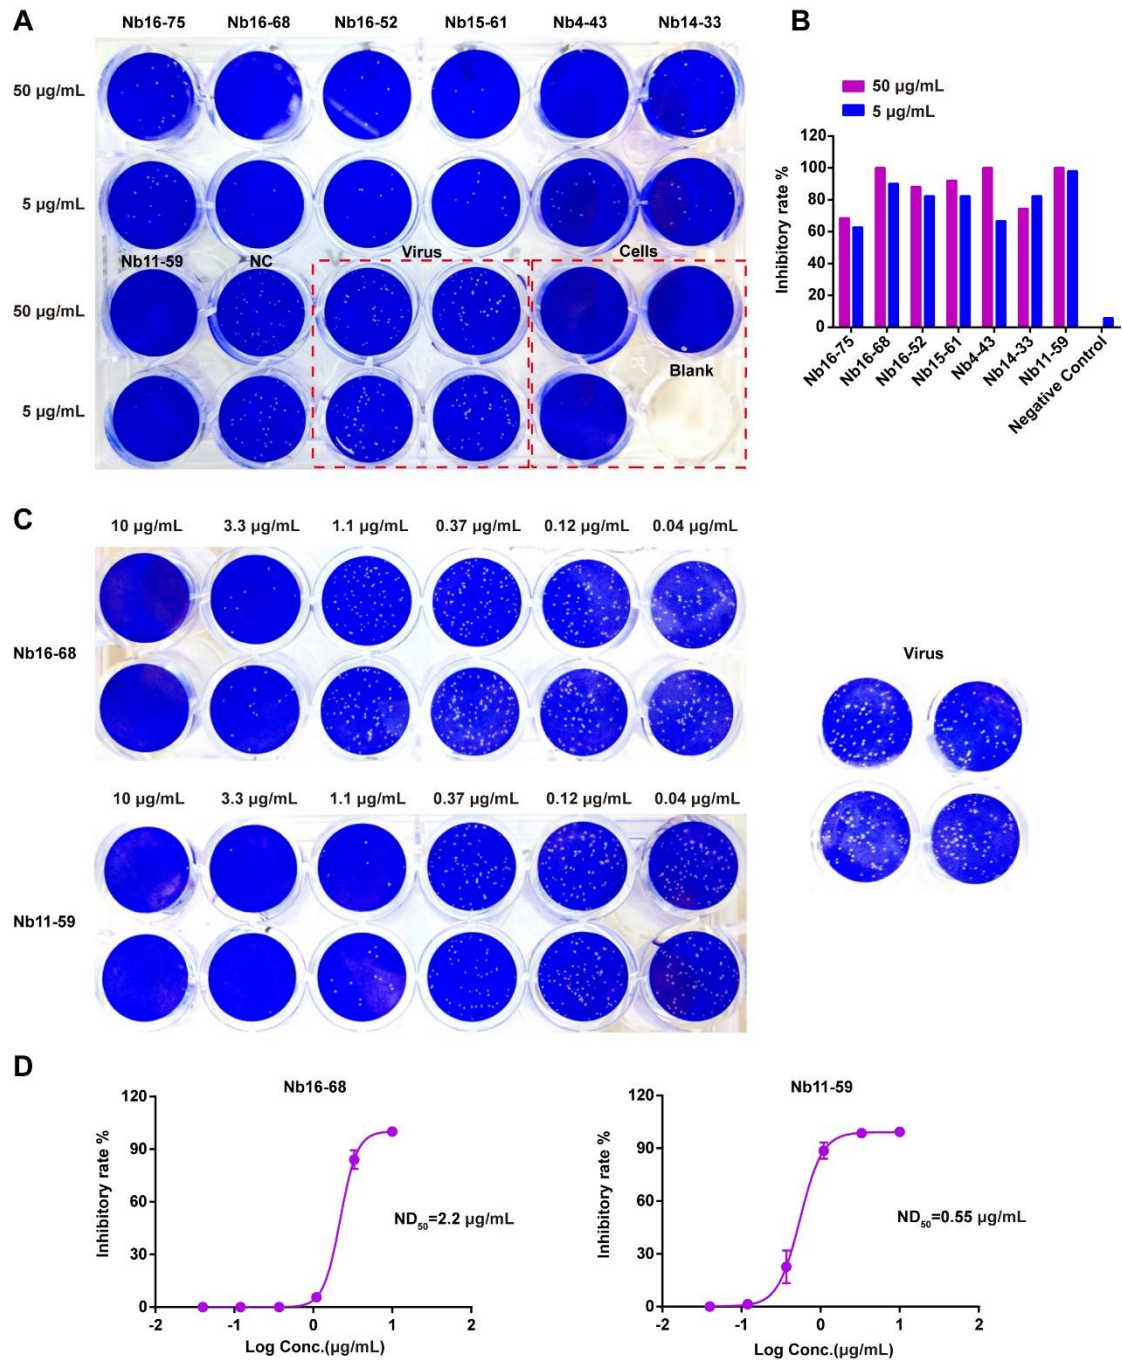 A
Nb16-75 Nb16-68 Nb16-52 Nb15-61 Nb4-43 Nb14-33
50 µg/mL
5 µg/mL
Nb11-59 NC Virus Cells
50 µg/mL
Blank
5 µg/mL
B
50 µg/mL
5 µg/mL
Inhibitory rate %
120
100
80
60
40
20
0
Nb16-75
Nb16-68
Nb16-52
Nb15-61
Nb4-43
Nb14-33
Nb11-59
Negative Control
C
10 µg/mL 3.3 µg/mL 1.1 µg/mL 0.37 µg/mL 0.12 µg/mL 0.04 µg/mL
Nb16-68
Virus
10 µg/mL 3.3 µg/mL 1.1 µg/mL 0.37 µg/mL 0.12 µg/mL 0.04 µg/mL
Nb11-59
D
Nb16-68
Inhibitory rate %
120
90
60
30
0
ND₅₀=2.2 µg/mL
-2 -1 0 1 2
Log Conc.(µg/mL)
Nb11-59
Inhibitory rate %
120
90
60
30
0
ND₅₀=0.55 µg/mL
-2 -1 0 1 2
Log Conc.(µg/mL)